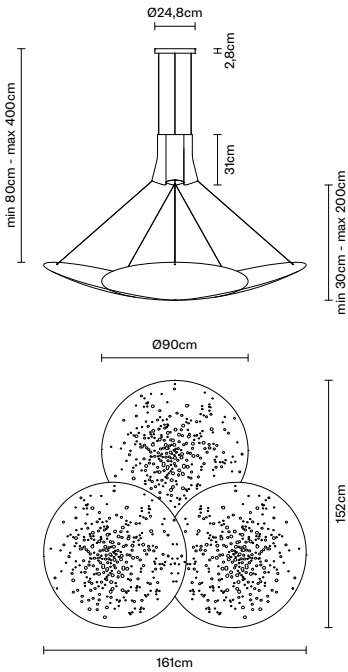 Ø24,8cm
2,8cm
min 80cm - max 400cm
31cm
min 30cm - max 200cm
Ø90cm
152cm
161cm